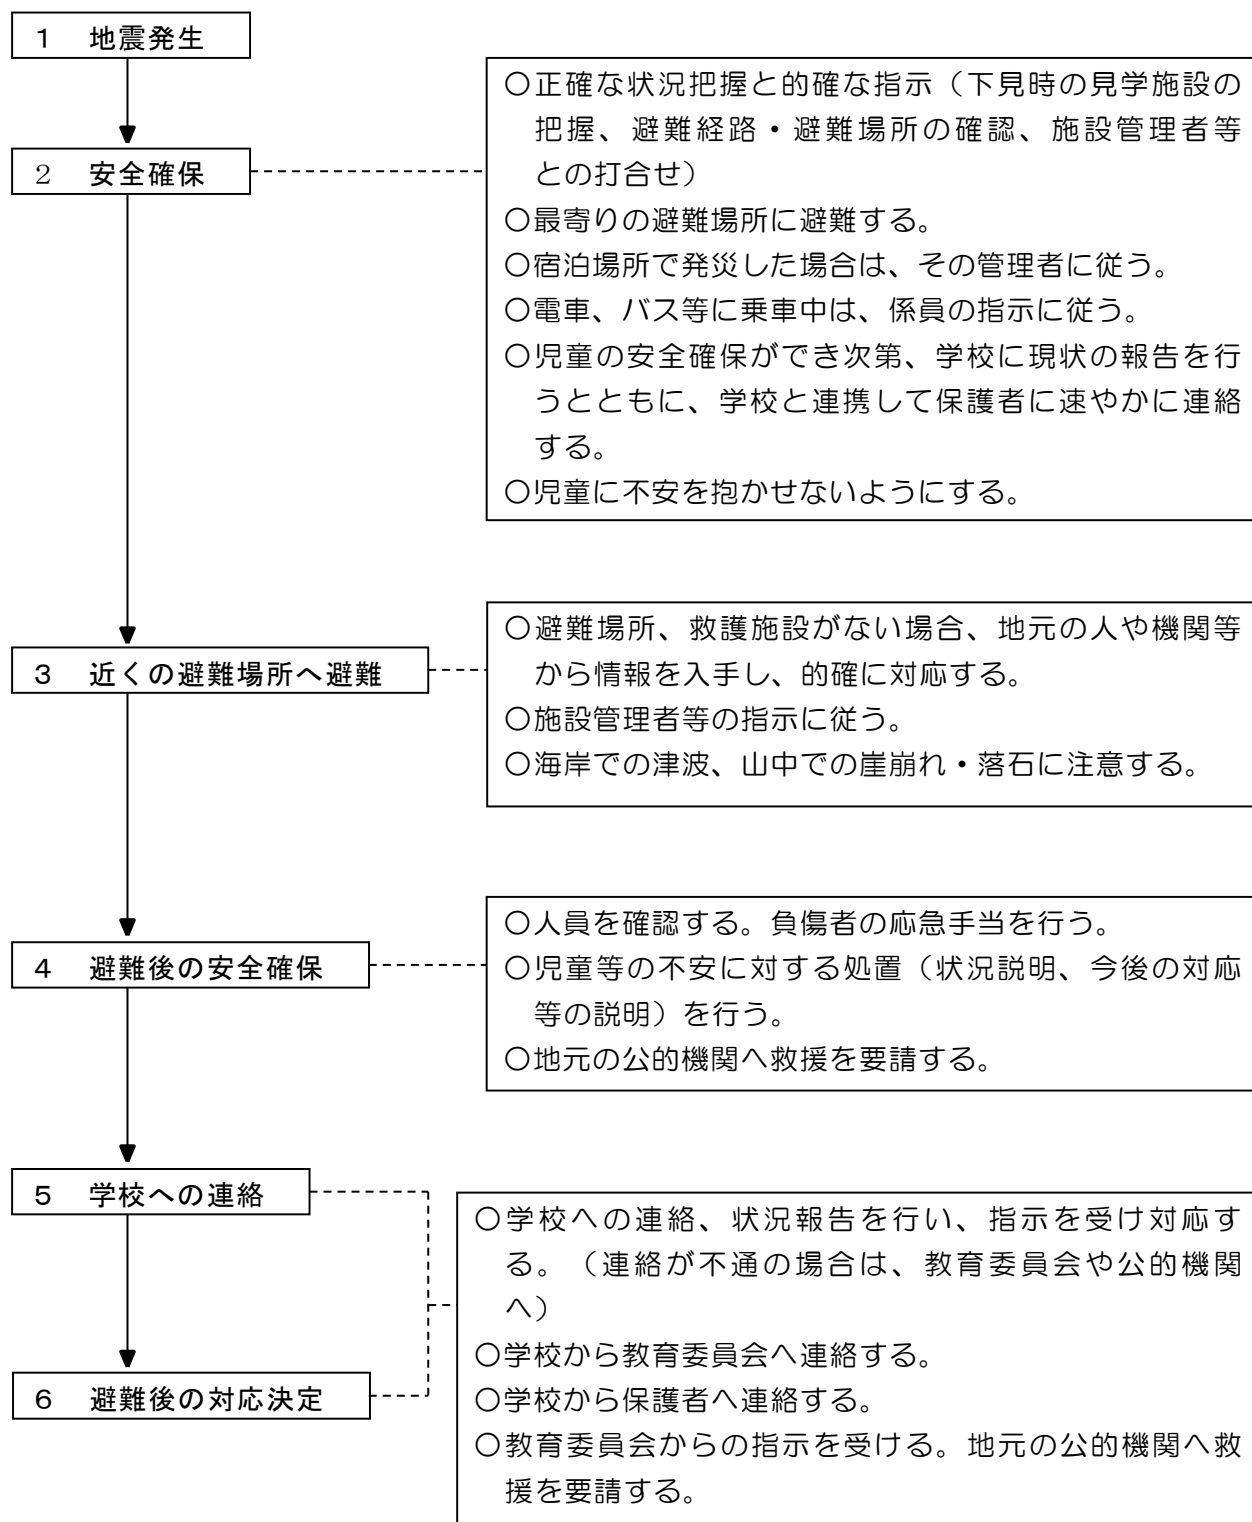 １　地震発生
２　安全確保
〇正確な状況把握と的確な指示（下見時の見学施設の
把握、避難経路・避難場所の確認、施設管理者等
との打合せ）
〇最寄りの避難場所に避難する。
〇宿泊場所で発災した場合は、その管理者に従う。
〇電車、バス等に乗車中は、係員の指示に従う。
〇児童の安全確保ができ次第、学校に現状の報告を行
うとともに、学校と連携して保護者に速やかに連絡
する。
〇児童に不安を抱かせないようにする。
３　近くの避難場所へ避難
〇避難場所、救護施設がない場合、地元の人や機関等
から情報を入手し、的確に対応する。
〇施設管理者等の指示に従う。
〇海岸での津波、山中での崖崩れ・落石に注意する。
４　避難後の安全確保
〇人員を確認する。負傷者の応急手当を行う。
〇児童等の不安に対する処置（状況説明、今後の対応
等の説明）を行う。
〇地元の公的機関へ救援を要請する。
５　学校への連絡
６　避難後の対応決定
〇学校への連絡、状況報告を行い、指示を受け対応す
る。（連絡が不通の場合は、教育委員会や公的機関
へ）
〇学校から教育委員会へ連絡する。
〇学校から保護者へ連絡する。
〇教育委員会からの指示を受ける。地元の公的機関へ救
援を要請する。